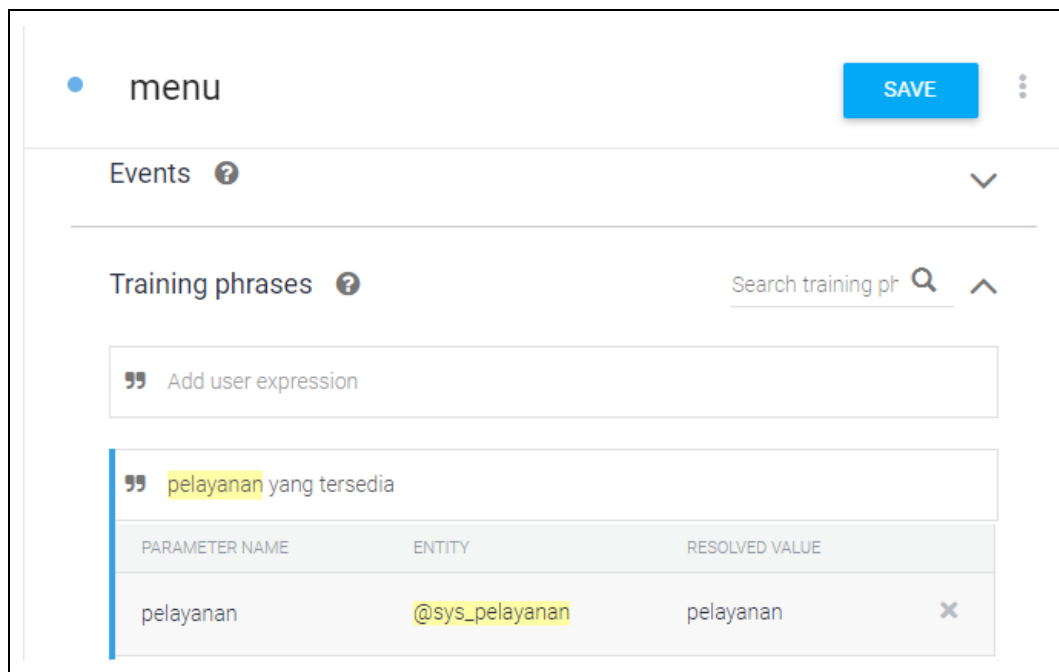 menu SAVE
Events
Training phrases Search training ph
Add user expression
pelayanan yang tersedia
PARAMETER NAME ENTITY RESOLVED VALUE
pelayanan @sys_pelayanan pelayanan